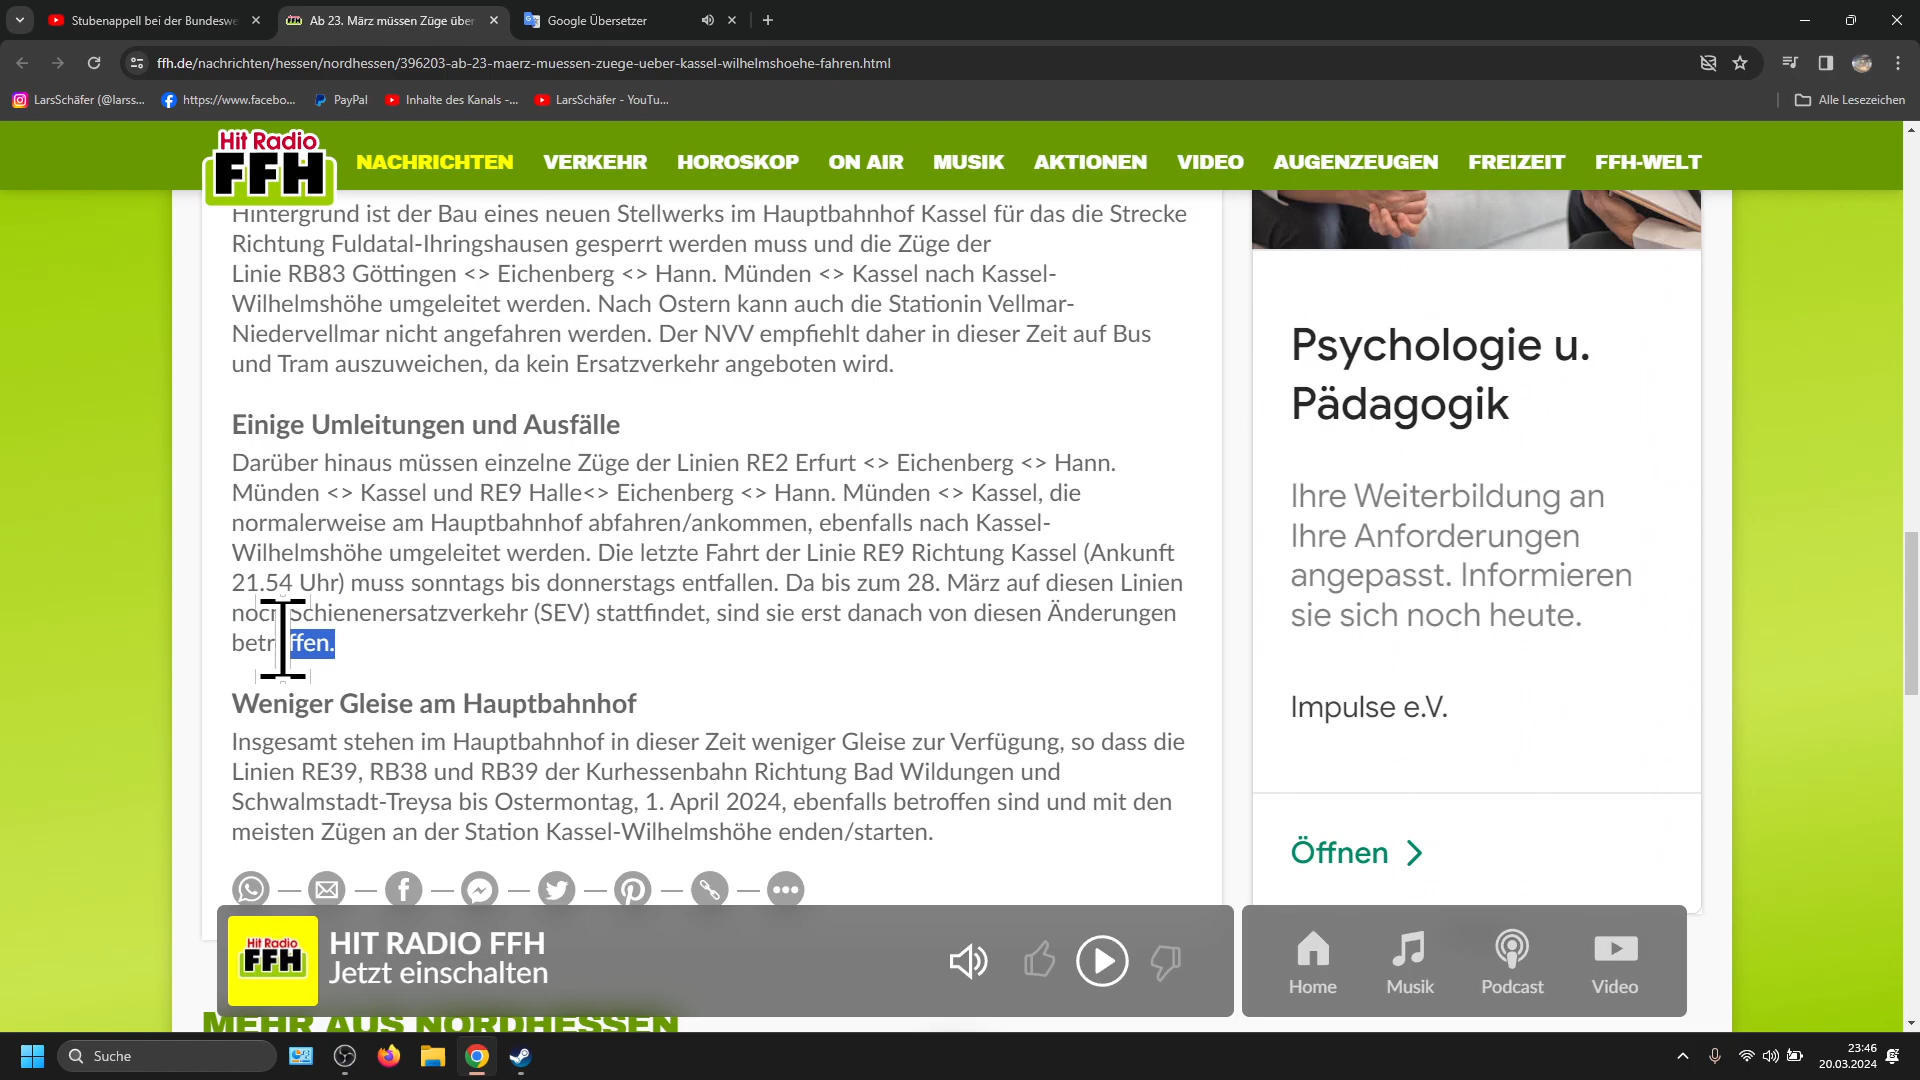 Stubenappell bei der Bundeswe
Ab 23. März müssen Züge über
Google Übersetzer
ffh.de/nachrichten/hessen/nordhessen/396203-ab-23-maerz-muessen-zuege-ueber-kassel-wilhelmshoehe-fahren.html
LarsSchäfer (@larss...
https://www.facebo...
PayPal
Inhalte des Kanals -...
LarsSchäfer - YouTu...
Alle Lesezeichen
Hit Radio
FFH
NACHRICHTEN
VERKEHR
HOROSKOP
ON AIR
MUSIK
AKTIONEN
VIDEO
AUGENZEUGEN
FREIZEIT
FFH-WELT
Hintergrund ist der Bau eines neuen Stellwerks im Hauptbahnhof Kassel für das die Strecke
Richtung Fuldatal-Ihringshausen gesperrt werden muss und die Züge der
Linie RB83 Göttingen <> Eichenberg <> Hann. Münden <> Kassel nach Kassel-
Wilhelmshöhe umgeleitet werden. Nach Ostern kann auch die Stationin Vellmar-
Niedervellmar nicht angefahren werden. Der NVV empfiehlt daher in dieser Zeit auf Bus
und Tram auszuweichen, da kein Ersatzverkehr angeboten wird.
Einige Umleitungen und Ausfälle
Darüber hinaus müssen einzelne Züge der Linien RE2 Erfurt <> Eichenberg <> Hann.
Münden <> Kassel und RE9 Halle<> Eichenberg <> Hann. Münden <> Kassel, die
normalerweise am Hauptbahnhof abfahren/ankommen, ebenfalls nach Kassel-
Wilhelmshöhe umgeleitet werden. Die letzte Fahrt der Linie RE9 Richtung Kassel (Ankunft
21.54 Uhr) muss sonntags bis donnerstags entfallen. Da bis zum 28. März auf diesen Linien
noch Schienenersatzverkehr (SEV) stattfindet, sind sie erst danach von diesen Änderungen
betroffen.
Weniger Gleise am Hauptbahnhof
Insgesamt stehen im Hauptbahnhof in dieser Zeit weniger Gleise zur Verfügung, so dass die
Linien RE39, RB38 und RB39 der Kurhessenbahn Richtung Bad Wildungen und
Schwalmstadt-Treysa bis Ostermontag, 1. April 2024, ebenfalls betroffen sind und mit den
meisten Zügen an der Station Kassel-Wilhelmshöhe enden/starten.
Psychologie u.
Pädagogik
Ihre Weiterbildung an
Ihre Anforderungen
angepasst. Informieren
sie sich noch heute.
Impulse e.V.
Öffnen
Hit Radio
FFH
HIT RADIO FFH
Jetzt einschalten
Home
Musik
Podcast
Video
MEHR AUS NORDHESSEN
Suche
23:46
20.03.2024